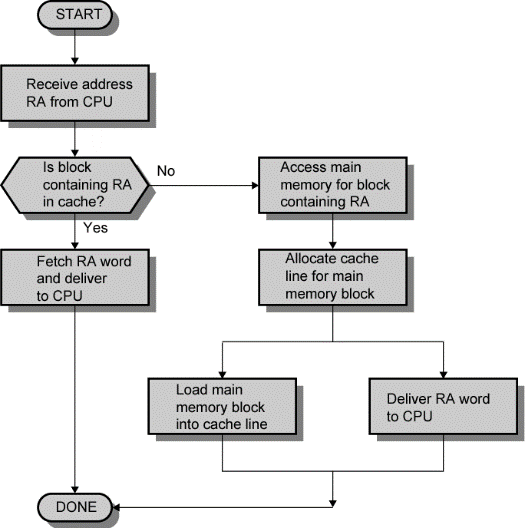 START
Receive address
RA from CPU
Is block
containing RA
in cache?
No
Access main
memory for block
containing RA
Yes
Fetch RA word
and deliver
to CPU
Allocate cache
line for main
memory block
Load main
memory block
into cache line
Deliver RA word
to CPU
DONE